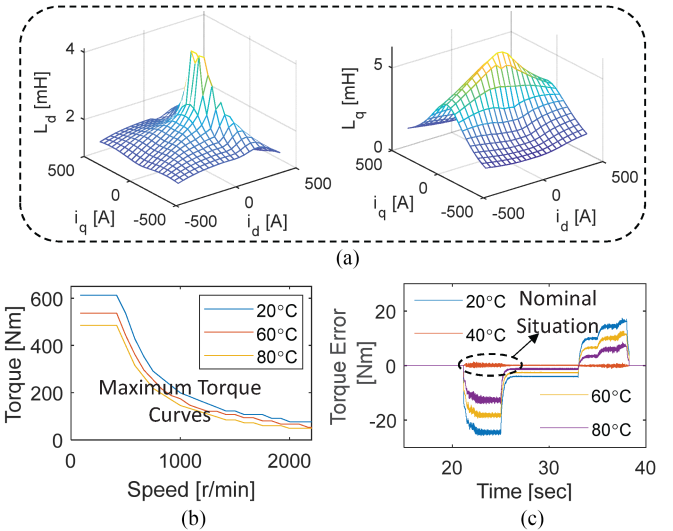 4
2
L_d [mH]
500
0
-500
i_q [A]
-500
0
500
i_d [A]
5
0
L_q [mH]
500
0
-500
i_q [A]
-500
0
500
i_d [A]
(a)
600
400
200
0
Torque [Nm]
20°C
60°C
80°C
Maximum Torque
Curves
0
1000
2000
Speed [r/min]
(b)
20
0
-20
Torque Error
[Nm]
20°C
40°C
Nominal
Situation
60°C
80°C
20
30
40
Time [sec]
(c)